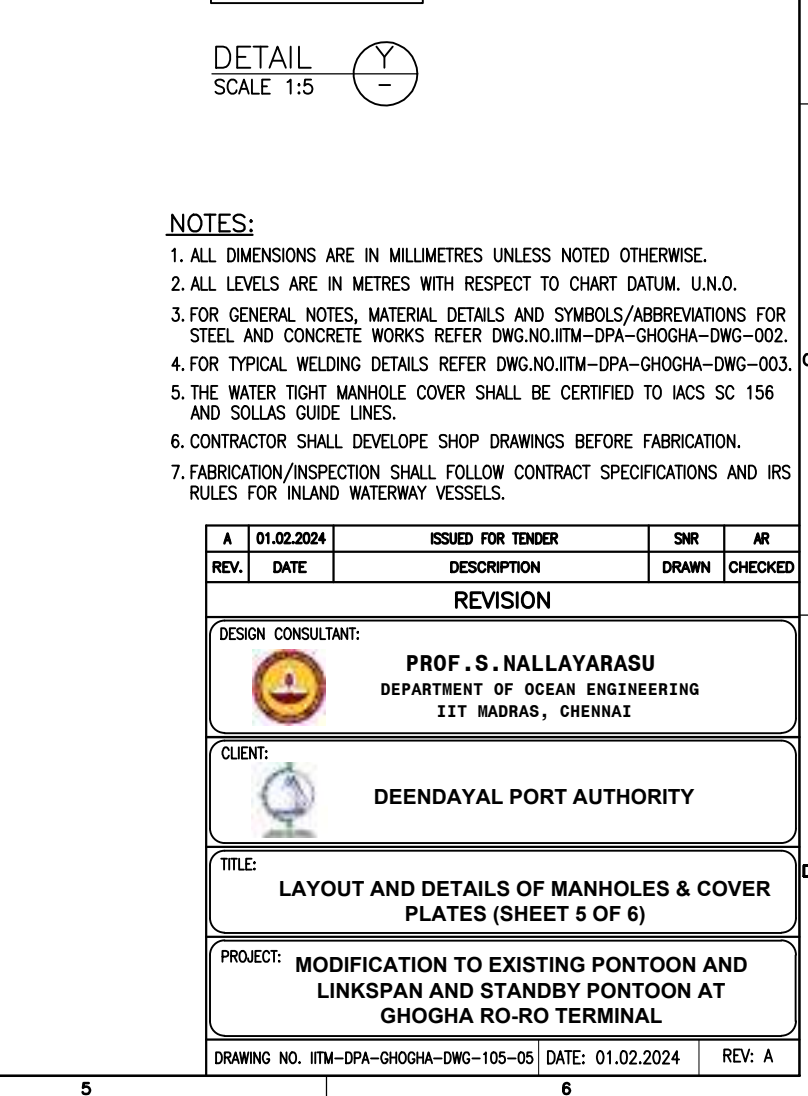 DETAIL Y
SCALE 1:5 -
NOTES:
1. ALL DIMENSIONS ARE IN MILLIMETRES UNLESS NOTED OTHERWISE.
2. ALL LEVELS ARE IN METRES WITH RESPECT TO CHART DATUM. U.N.O.
3. FOR GENERAL NOTES, MATERIAL DETAILS AND SYMBOLS/ABBREVIATIONS FOR
STEEL AND CONCRETE WORKS REFER DWG.NO.IITM-DPA-GHOGHA-DWG-002.
4. FOR TYPICAL WELDING DETAILS REFER DWG.NO.IITM-DPA-GHOGHA-DWG-003.
5. THE WATER TIGHT MANHOLE COVER SHALL BE CERTIFIED TO IACS SC 156
AND SOLLAS GUIDE LINES.
6. CONTRACTOR SHALL DEVELOPE SHOP DRAWINGS BEFORE FABRICATION.
7. FABRICATION/INSPECTION SHALL FOLLOW CONTRACT SPECIFICATIONS AND IRS
RULES FOR INLAND WATERWAY VESSELS.
A 01.02.2024 ISSUED FOR TENDER SNR AR
REV. DATE DESCRIPTION DRAWN CHECKED
REVISION
DESIGN CONSULTANT:
PROF.S.NALLAYARASU
DEPARTMENT OF OCEAN ENGINEERING
IIT MADRAS, CHENNAI
CLIENT:
DEENDAYAL PORT AUTHORITY
TITLE:
LAYOUT AND DETAILS OF MANHOLES & COVER
PLATES (SHEET 5 OF 6)
PROJECT: MODIFICATION TO EXISTING PONTOON AND
LINKSPAN AND STANDBY PONTOON AT
GHOGHA RO-RO TERMINAL
DRAWING NO. IITM-DPA-GHOGHA-DWG-105-05 DATE: 01.02.2024 REV: A
5 6